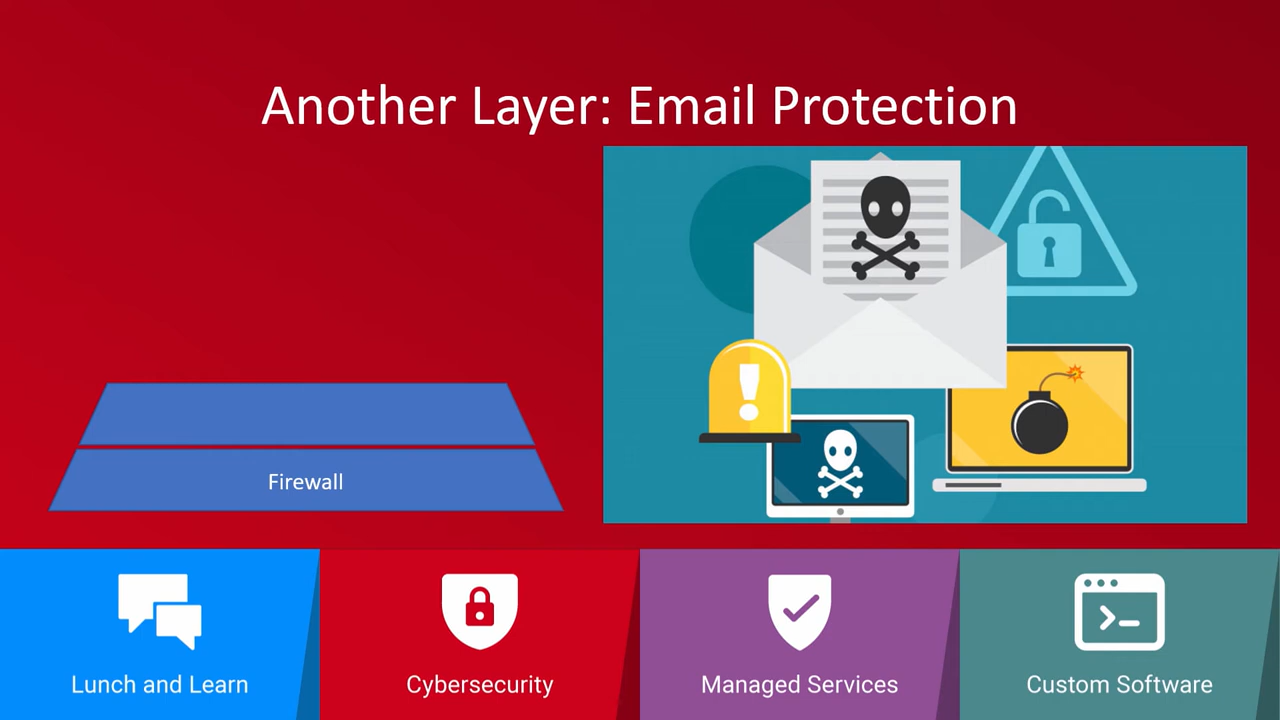 Another Layer: Email Protection
Firewall
Lunch and Learn
Cybersecurity
Managed Services
Custom Software